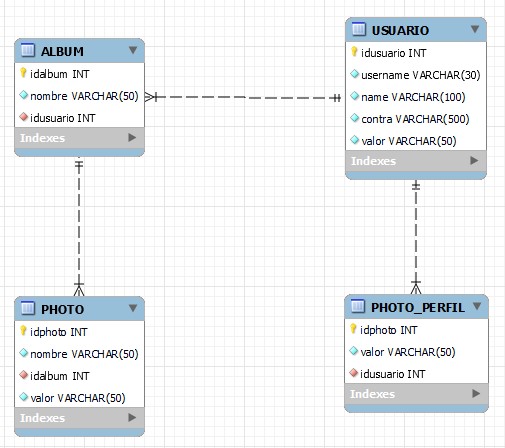 ALBUM
idalbum INT
nombre VARCHAR(50)
idusuario INT
Indexes
USUARIO
idusuario INT
username VARCHAR(30)
name VARCHAR(100)
contra VARCHAR(500)
valor VARCHAR(50)
Indexes
PHOTO
idphoto INT
nombre VARCHAR(50)
idalbum INT
valor VARCHAR(50)
Indexes
PHOTO_PERFIL
idphoto INT
valor VARCHAR(50)
idusuario INT
Indexes